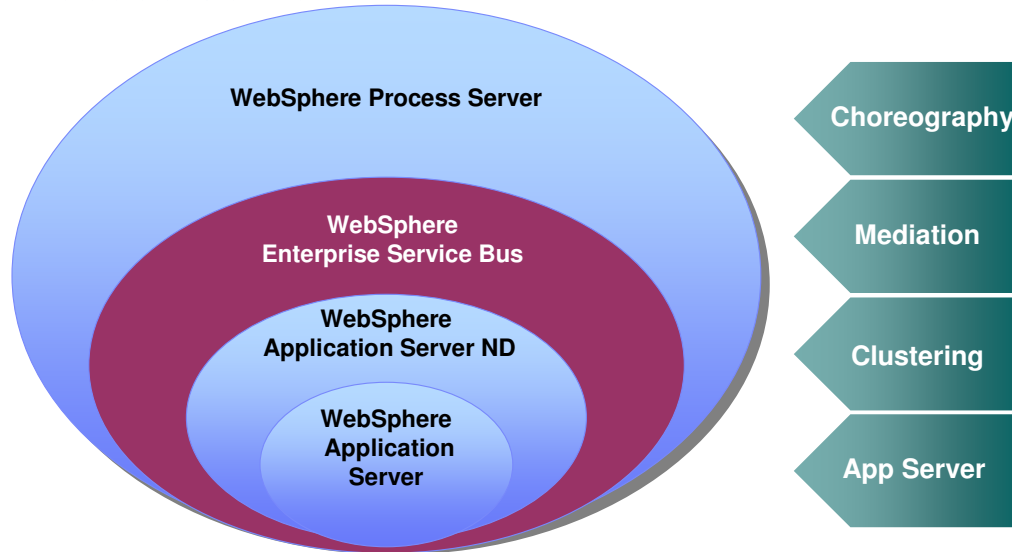 WebSphere Process Server
WebSphere
Enterprise Service Bus
WebSphere
Application Server ND
WebSphere
Application
Server
Choreography
Mediation
Clustering
App Server